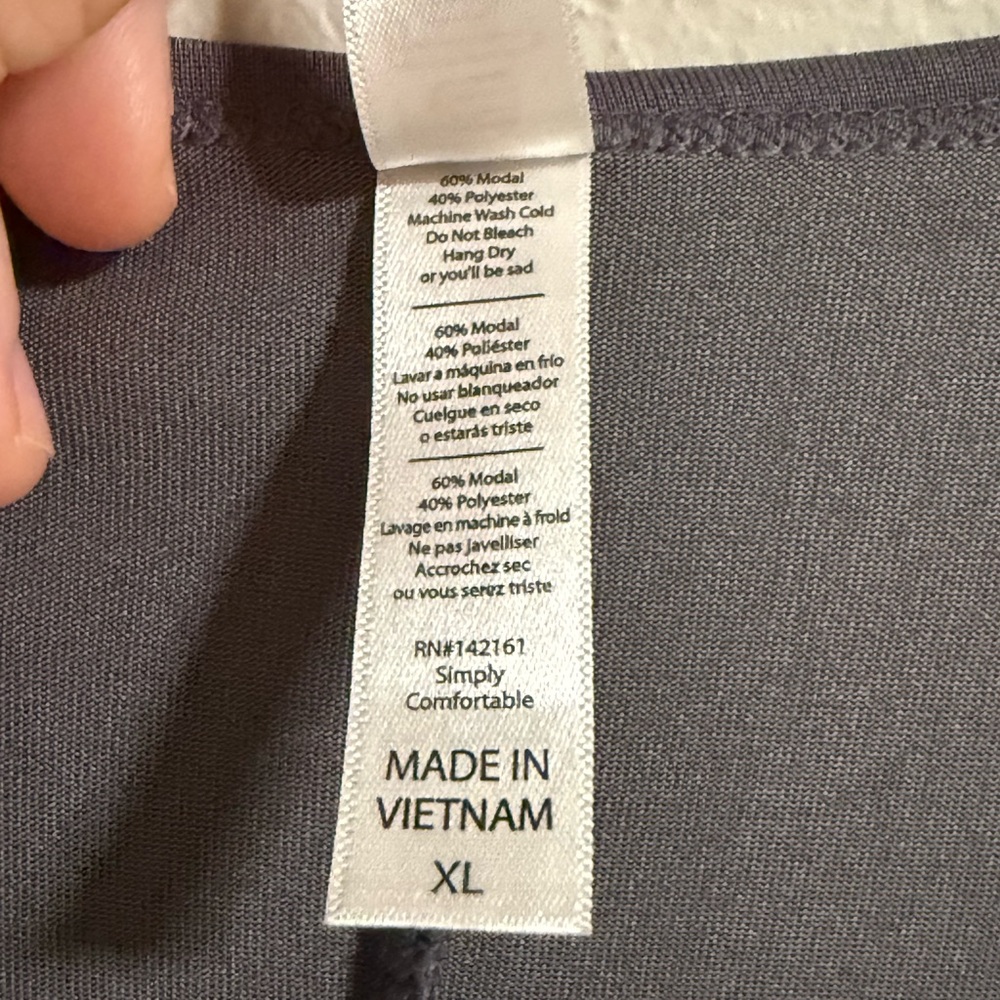 60% Modal
40% Polyester
Machine Wash Cold
Do Not Bleach
Hang Dry
or you'll be sad
60% Modal
40% Poliéster
Lavar a máquina en frío
No usar blanqueador
Cuelgue en seco
o estarás triste
60% Modal
40% Polyester
Lavage en machine à froid
Ne pas Javelliser
Accrochez sec
ou vous serez triste
RN#142161
Simply
Comfortable
MADE IN
VIETNAM
XL